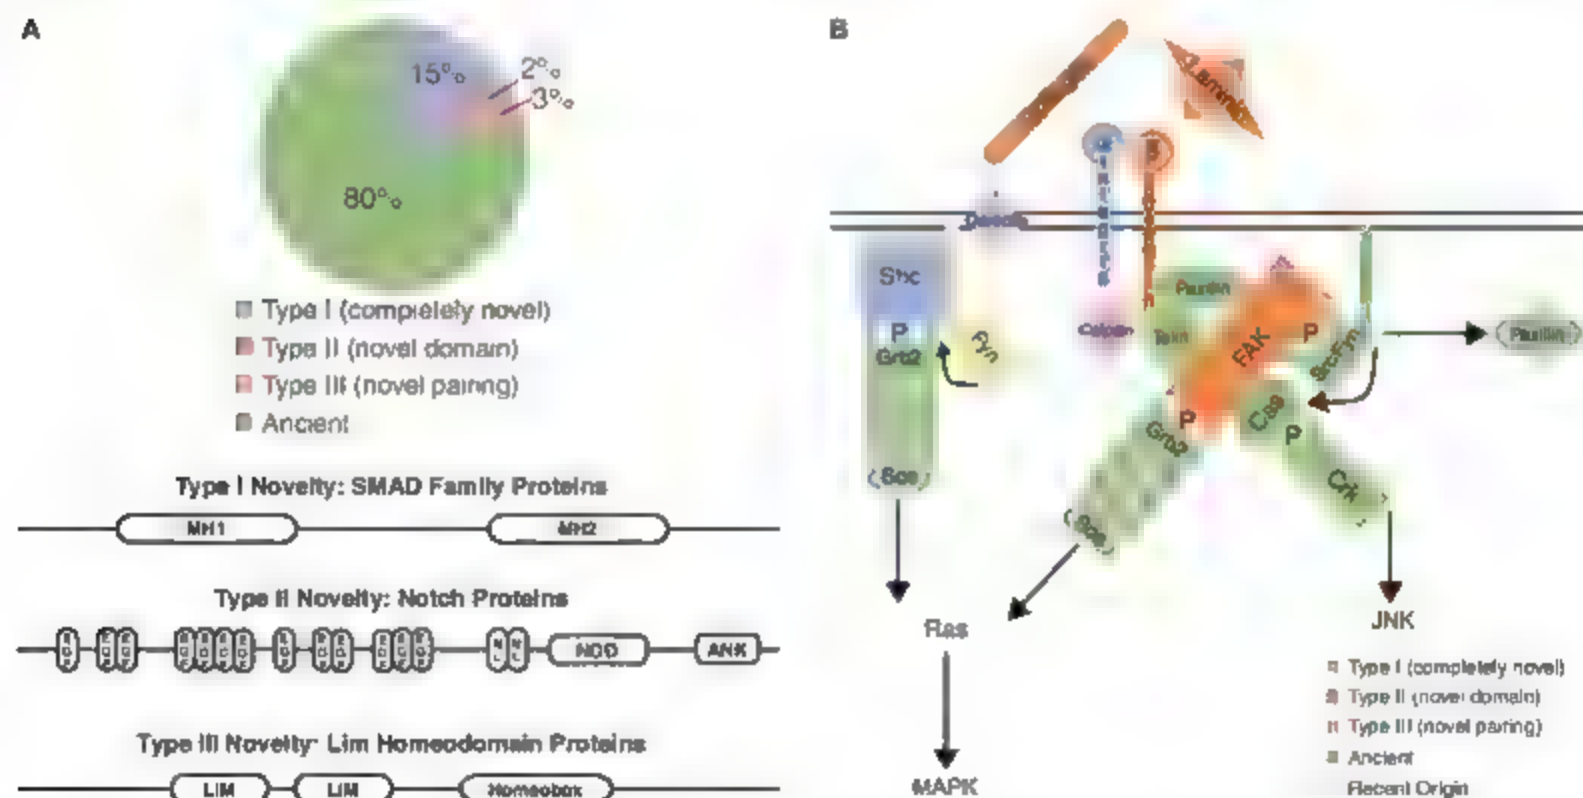 A
15%
2%
3%
80%
Type I (completely novel)
Type II (novel domain)
Type III (novel pairing)
Ancient
Type I Novelty: SMAD Family Proteins
MH1
MH2
Type II Novelty: Notch Proteins
NOD
ANK
Type III Novelty: Lim Homeodomain Proteins
LIM
LIM
Homeobox
B
Shc
P
Grb2
Fyn
Calpain
Talin
FAK
P
Src/Fyn
Paxillin
P
Grb2
Cas
P
Crk
Ras
JNK
MAPK
Type I (completely novel)
Type II (novel domain)
Type III (novel pairing)
Ancient
Recent Origin